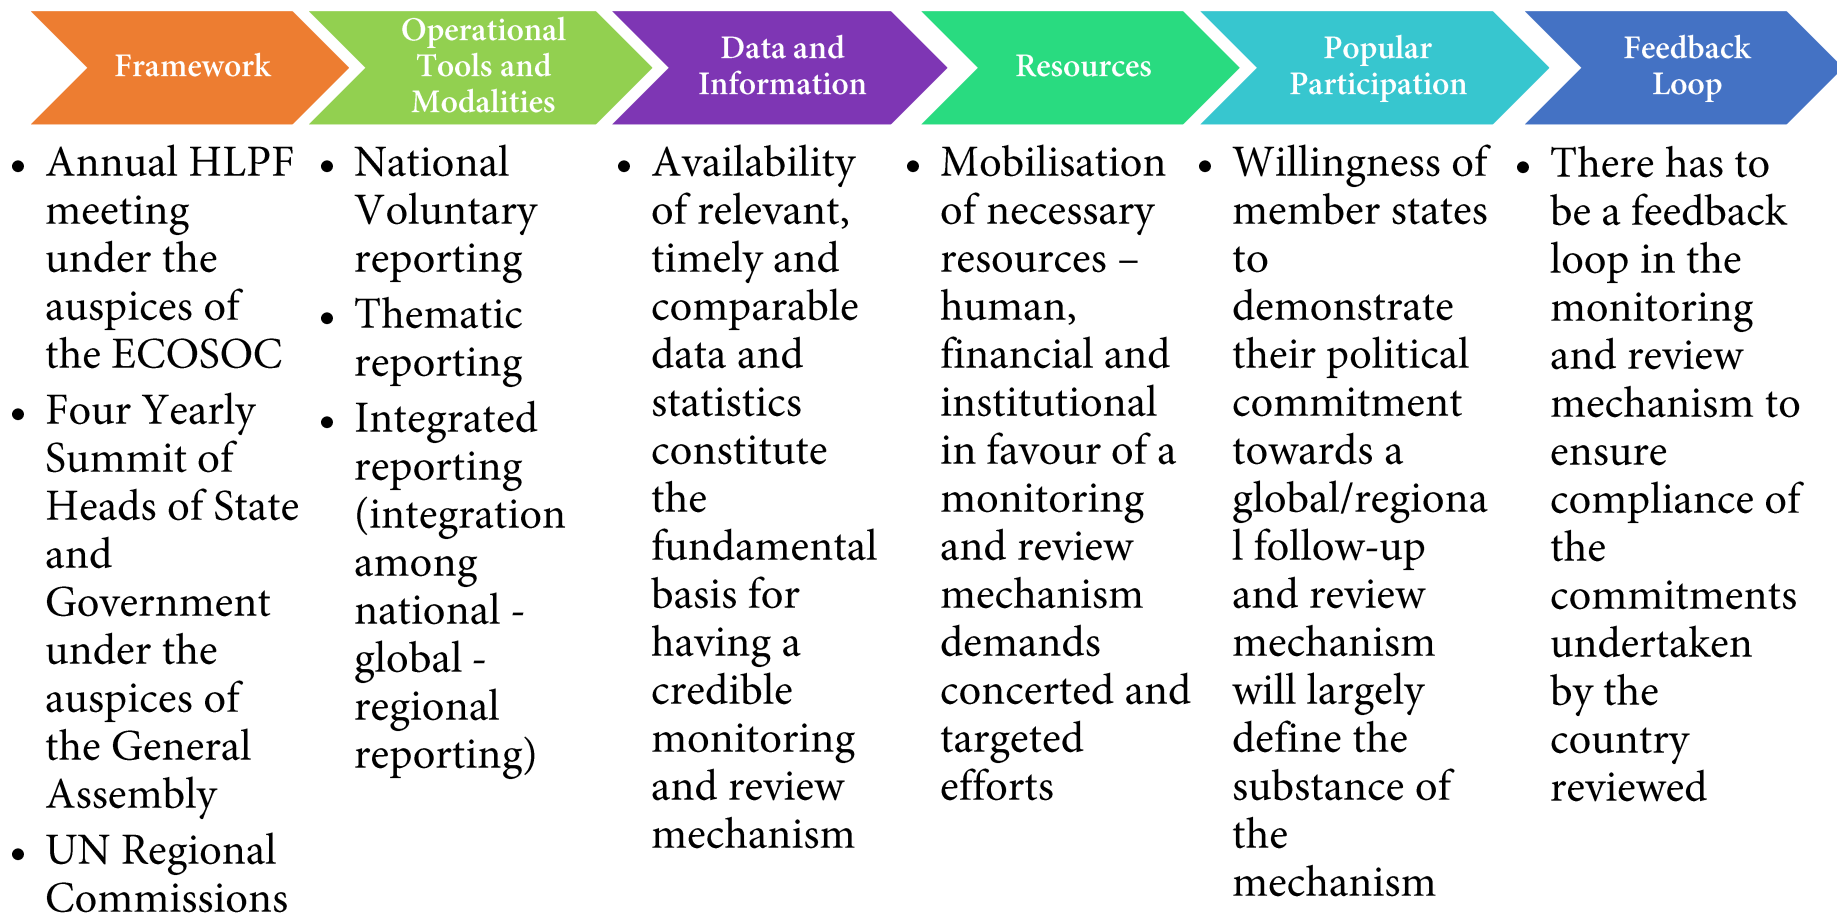 Framework
Operational
Tools and
Modalities
Data and
Information
Resources
Popular
Participation
Feedback
Loop
• Annual HLPF
meeting
under the
auspices of
the ECOSOC
• Four Yearly
Summit of
Heads of State
and
Government
under the
auspices of
the General
Assembly
• UN Regional
Commissions
• National
Voluntary
reporting
• Thematic
reporting
• Integrated
reporting
(integration
among
national -
global -
regional
reporting)
• Availability
of relevant,
timely and
comparable
data and
statistics
constitute
the
fundamental
basis for
having a
credible
monitoring
and review
mechanism
• Mobilisation
of necessary
resources –
human,
financial and
institutional
in favour of a
monitoring
and review
mechanism
demands
concerted and
targeted
efforts
• Willingness of
member states
to
demonstrate
their political
commitment
towards a
global/regiona
l follow-up
and review
mechanism
will largely
define the
substance of
the
mechanism
• There has to
be a feedback
loop in the
monitoring
and review
mechanism to
ensure
compliance of
the
commitments
undertaken
by the
country
reviewed